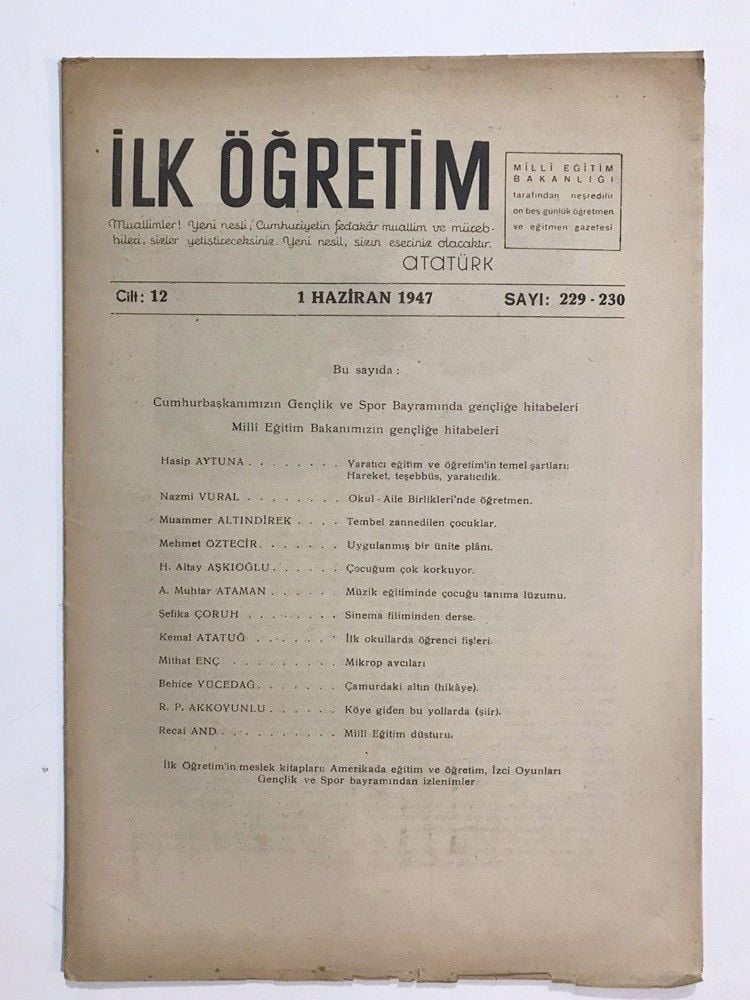 İLK ÖĞRETİM
MİLLÎ EĞİTİM
BAKANLIĞI
tarafından neşredilir
on beş günlük öğretmen
ve eğitmen gazetesi
Muallimler! Yeni nesli, Cumhuriyetin fedakâr muallim ve müreb-
bileri, sizler yetiştireceksiniz. Yeni nesil, sizin eseriniz olacaktır.
ATATÜRK
Cilt: 12 1 HAZİRAN 1947 SAYI: 229 - 230
Bu sayıda :
Cumhurbaşkanımızın Gençlik ve Spor Bayramında gençliğe hitabeleri
Millî Eğitim Bakanımızın gençliğe hitabeleri
Hasip AYTUNA . . . . . . . . Yaratıcı eğitim ve öğretim'in temel şartları:
Hareket, teşebbüs, yaratıcılık.
Nazmi VURAL . . . . . . . . Okul - Aile Birlikleri'nde öğretmen.
Muammer ALTINDİREK . . . . Tembel zannedilen çocuklar.
Mehmet ÖZTECİR. . . . . . . Uygulanmış bir ünite plânı.
H. Altay AŞKIOĞLU . . . . . . Çocuğum çok korkuyor.
A. Muhtar ATAMAN . . . . . . Müzik eğitiminde çocuğu tanıma lüzumu.
Şefika ÇORUH . . . . . . . . Sinema filiminden derse.
Kemal ATATUĞ . . . . . . . İlk okullarda öğrenci fişleri.
Mithat ENÇ . . . . . . . . . Mikrop avcıları
Behice YÜCEDAĞ. . . . . . . Çamurdaki altın (hikâye).
R. P. AKKOYUNLU . . . . . . Köye giden bu yollarda (şiir).
Recai AND . . . . . . . . . . Millî Eğitim düsturu.
İlk Öğretim'in meslek kitapları: Amerikada eğitim ve öğretim, İzci Oyunları
Gençlik ve Spor bayramından izlenimler